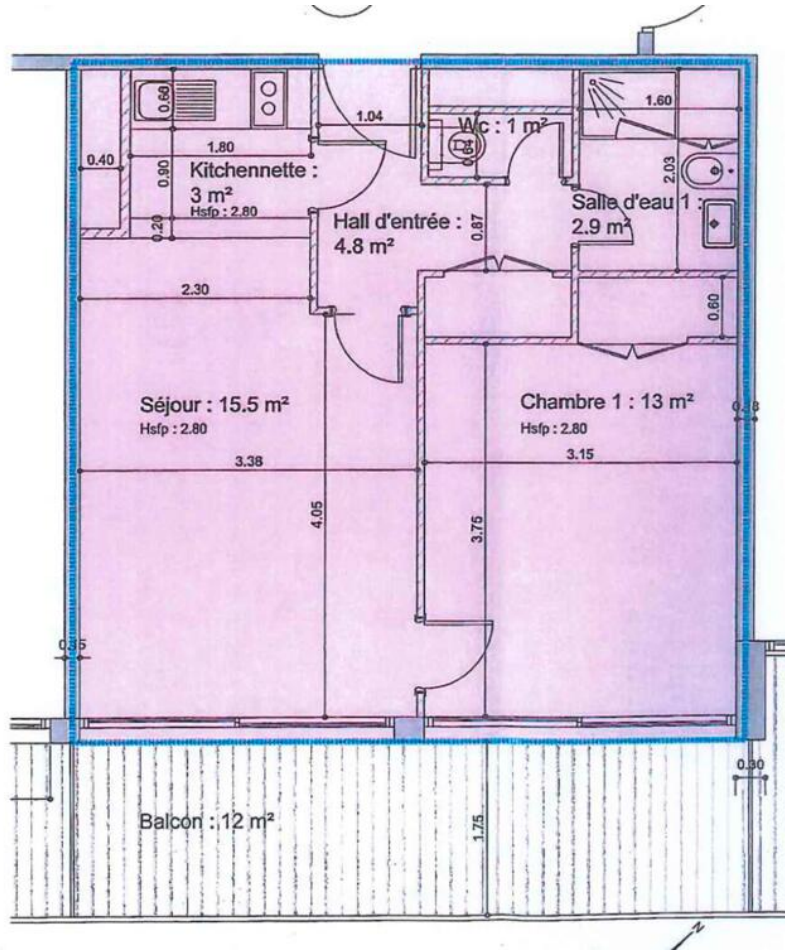 0.60
1.60
1.04
Wc : 1 m²
0.64
1.80
0.40
0.90
Kitchennette :
3 m²
Hsfp : 2.80
2.03
Salle d'eau 1 :
2.9 m²
Hall d'entrée :
4.8 m²
0.87
0.20
2.30
0.60
Séjour : 15.5 m²
Hsfp : 2.80
Chambre 1 : 13 m²
Hsfp : 2.80
3.38
3.15
4.05
3.75
0.30
Balcon : 12 m²
1.75
N